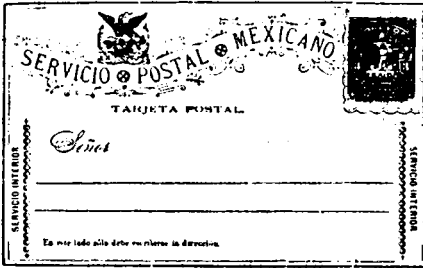 SERVICIO POSTAL MEXICANO
TARJETA POSTAL
Señor
SERVICIO INTERIOR
SERVICIO INTERIOR
En este lado sólo debe escribirse la dirección